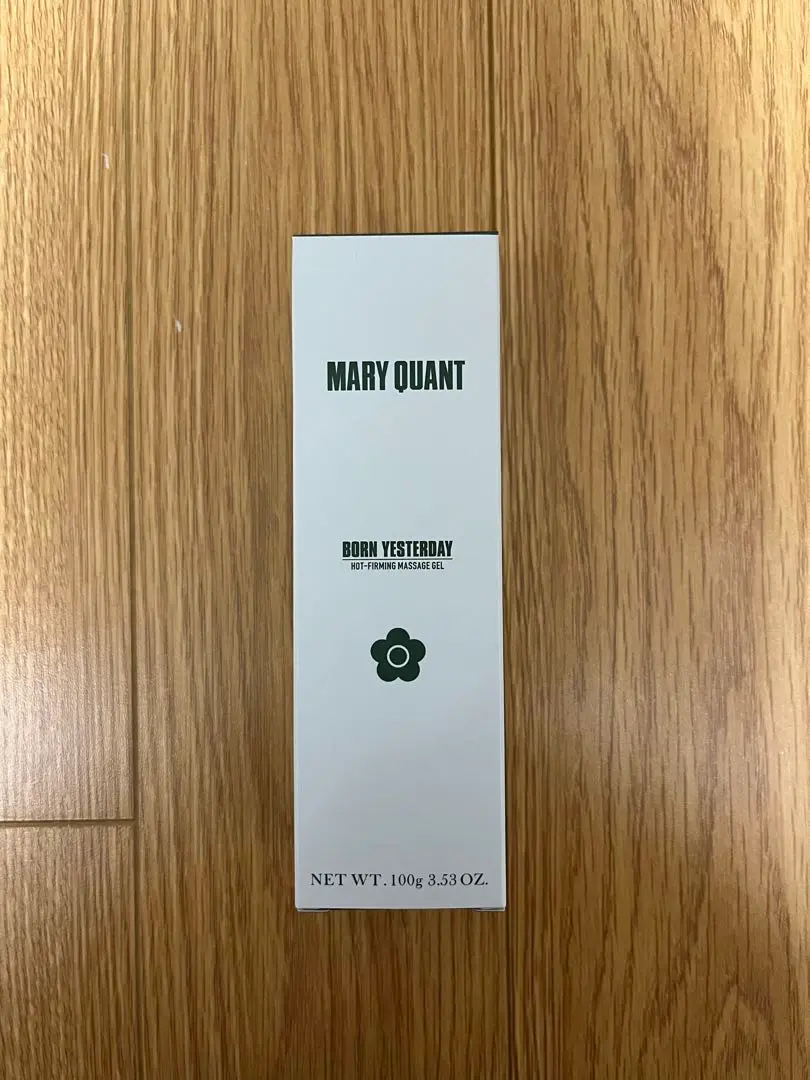 MARY QUANT
BORN YESTERDAY
HOT-FIRMING MASSAGE GEL
NET WT. 100g 3.53 OZ.